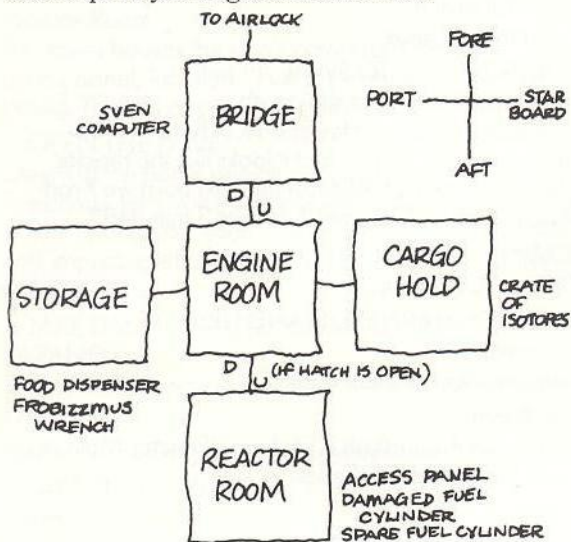 TO AIRLOCK
FORE
PORT
STAR
BOARD
AFT
SVEN
COMPUTER
BRIDGE
D
U
STORAGE
ENGINE
ROOM
CARGO
HOLD
CRATE
OF
ISOTOPES
D
U
(IF HATCH IS OPEN)
FOOD DISPENSER
FROBIZZMUS
WRENCH
REACTOR
ROOM
ACCESS PANEL
DAMAGED FUEL
CYLINDER
SPARE FUEL CYLINDER